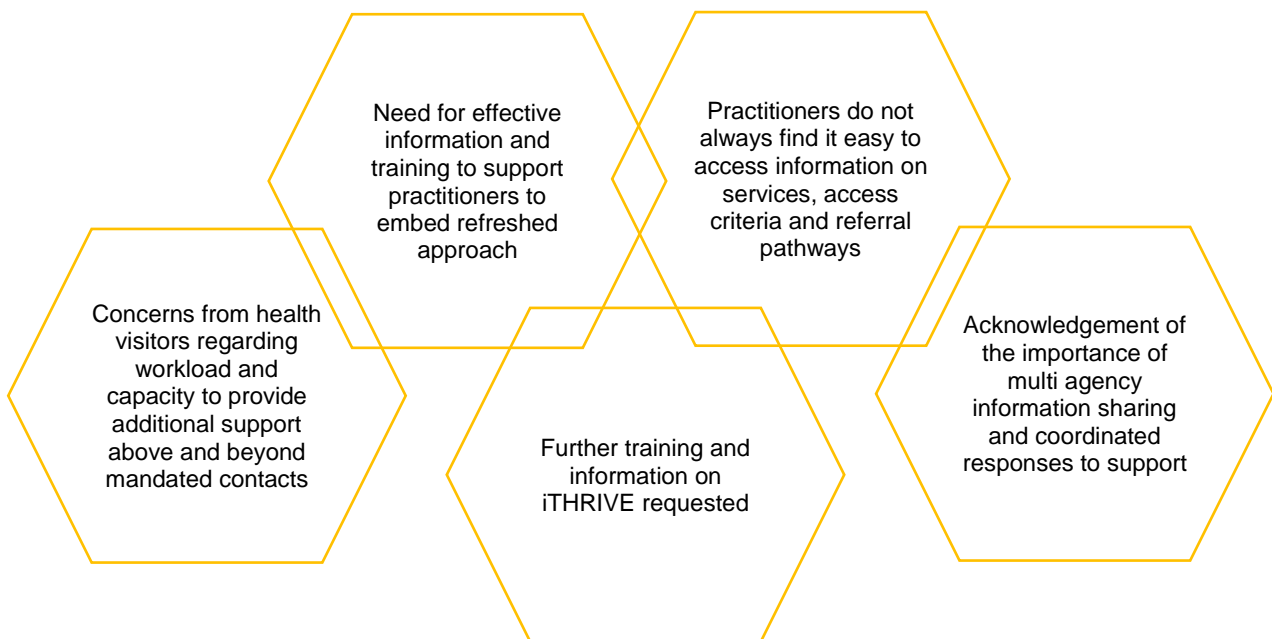 Need for effective
information and
training to support
practitioners to
embed refreshed
approach
Practitioners do not
always find it easy to
access information on
services, access
criteria and referral
pathways
Concerns from health
visitors regarding
workload and
capacity to provide
additional support
above and beyond
mandated contacts
Further training and
information on
iTHRIVE requested
Acknowledgement of
the importance of
multi agency
information sharing
and coordinated
responses to support